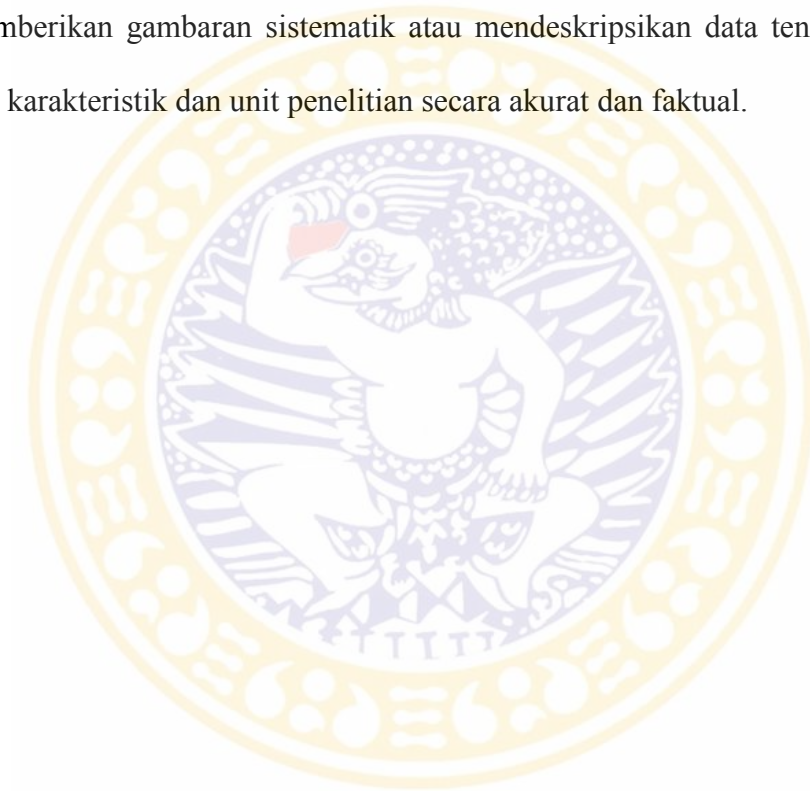 mberikan gambaran sistematik atau mendeskripsikan data ten
karakteristik dan unit penelitian secara akurat dan faktual.